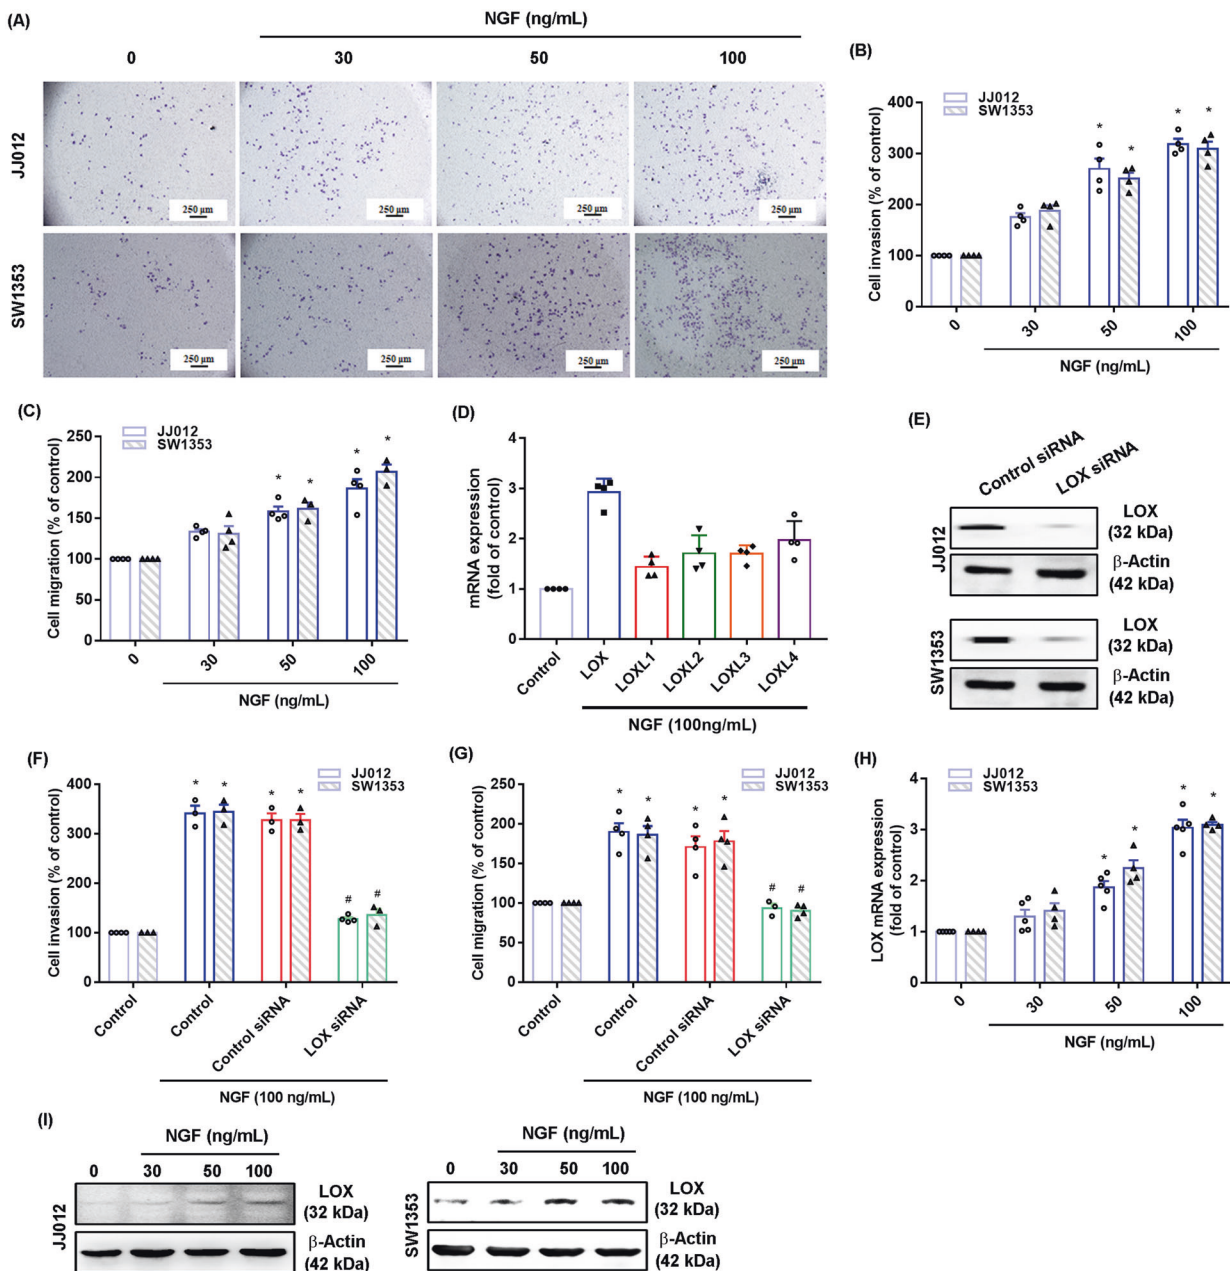 (A)
NGF (ng/mL)
0 30 50 100
JJ012
250 µm 250 µm 250 µm 250 µm
SW1353
250 µm 250 µm 250 µm 250 µm
(B)
JJ012
SW1353
Cell invasion (% of control)
400
300
200
100
0
* * * *
0 30 50 100
NGF (ng/mL)
(C)
JJ012
SW1353
Cell migration (% of control)
250
200
150
100
50
0
* * * *
0 30 50 100
NGF (ng/mL)
(D)
mRNA expression
(fold of control)
4
3
2
1
0
Control LOX LOXL1 LOXL2 LOXL3 LOXL4
NGF (100ng/mL)
(E)
Control siRNA LOX siRNA
JJ012
LOX
(32 kDa)
β-Actin
(42 kDa)
SW1353
LOX
(32 kDa)
β-Actin
(42 kDa)
(F)
JJ012
SW1353
Cell invasion (% of control)
400
300
200
100
0
* * * * # #
Control Control Control siRNA LOX siRNA
NGF (100 ng/mL)
(G)
JJ012
SW1353
Cell migration (% of control)
250
200
150
100
50
0
* * * * # #
Control Control Control siRNA LOX siRNA
NGF (100 ng/mL)
(H)
JJ012
SW1353
LOX mRNA expression
(fold of control)
4
3
2
1
0
* * * *
0 30 50 100
NGF (ng/mL)
(I)
NGF (ng/mL)
0 30 50 100
JJ012
LOX
(32 kDa)
β-Actin
(42 kDa)
NGF (ng/mL)
0 30 50 100
SW1353
LOX
(32 kDa)
β-Actin
(42 kDa)